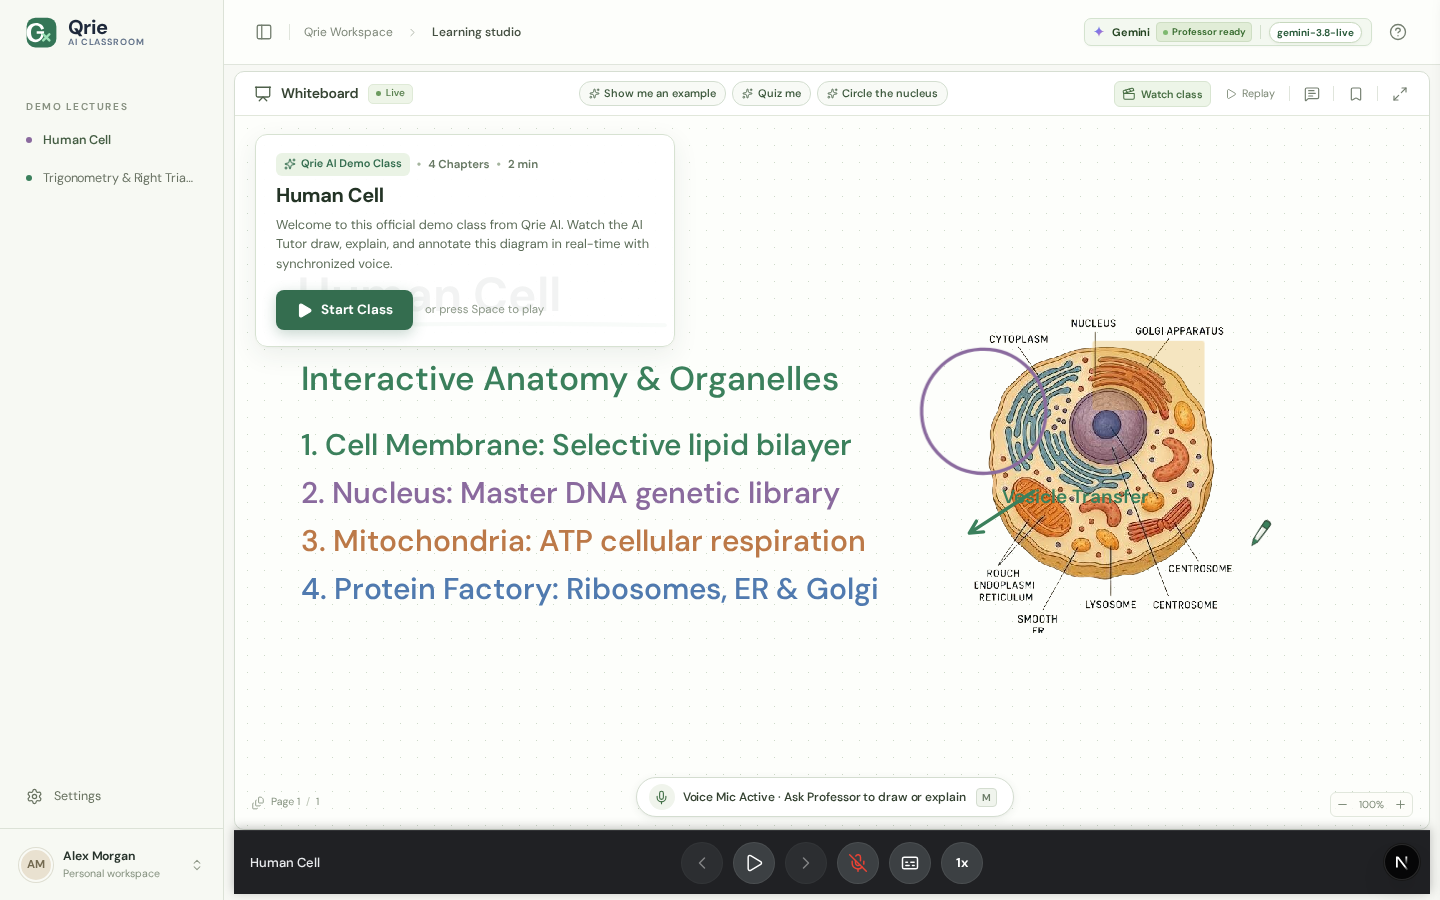 Qrie
AI CLASSROOM
DEMO LECTURES
Human Cell
Trigonometry & Right Tria...
Settings
AM
Alex Morgan
Personal workspace
Qrie Workspace
Learning studio
Gemini
Professor ready
gemini-3.8-live
Whiteboard
Live
Show me an example
Quiz me
Circle the nucleus
Watch class
Replay
Qrie AI Demo Class • 4 Chapters • 2 min
Human Cell
Welcome to this official demo class from Qrie AI. Watch the AI
Tutor draw, explain, and annotate this diagram in real-time with
synchronized voice.
Human Cell
Start Class
or press Space to play
Interactive Anatomy & Organelles
1. Cell Membrane: Selective lipid bilayer
2. Nucleus: Master DNA genetic library
3. Mitochondria: ATP cellular respiration
4. Protein Factory: Ribosomes, ER & Golgi
NUCLEUS
CYTOPLASM
GOLGI APPARATUS
Vesicle Transfer
ROUCH
ENDOPLASMI
RETICULUM
CENTROSOME
LYSOSOME
CENTROSOME
SMOOTH
ER
Page 1 / 1
Voice Mic Active · Ask Professor to draw or explain
M
100%
Human Cell
1x
N